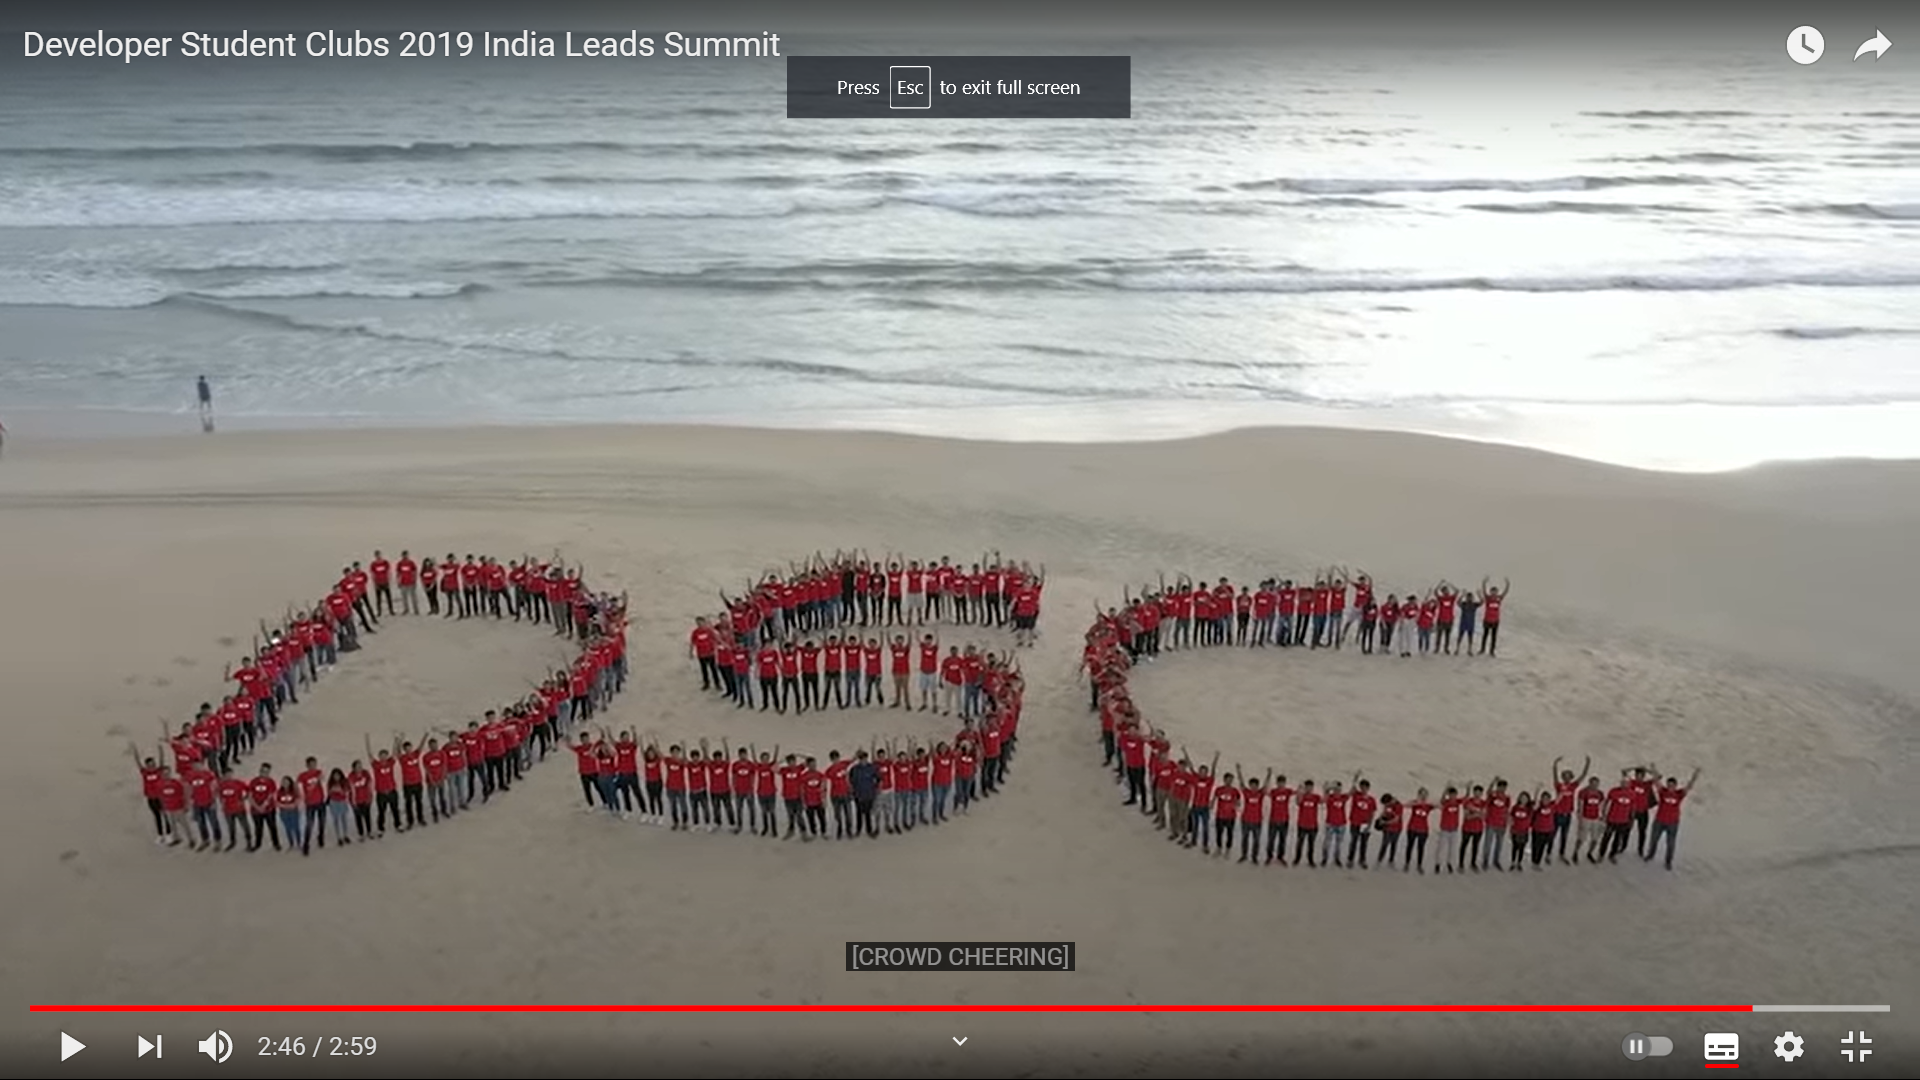 Developer Student Clubs 2019 India Leads Summit
Press Esc to exit full screen
DSC
[CROWD CHEERING]
2:46 / 2:59